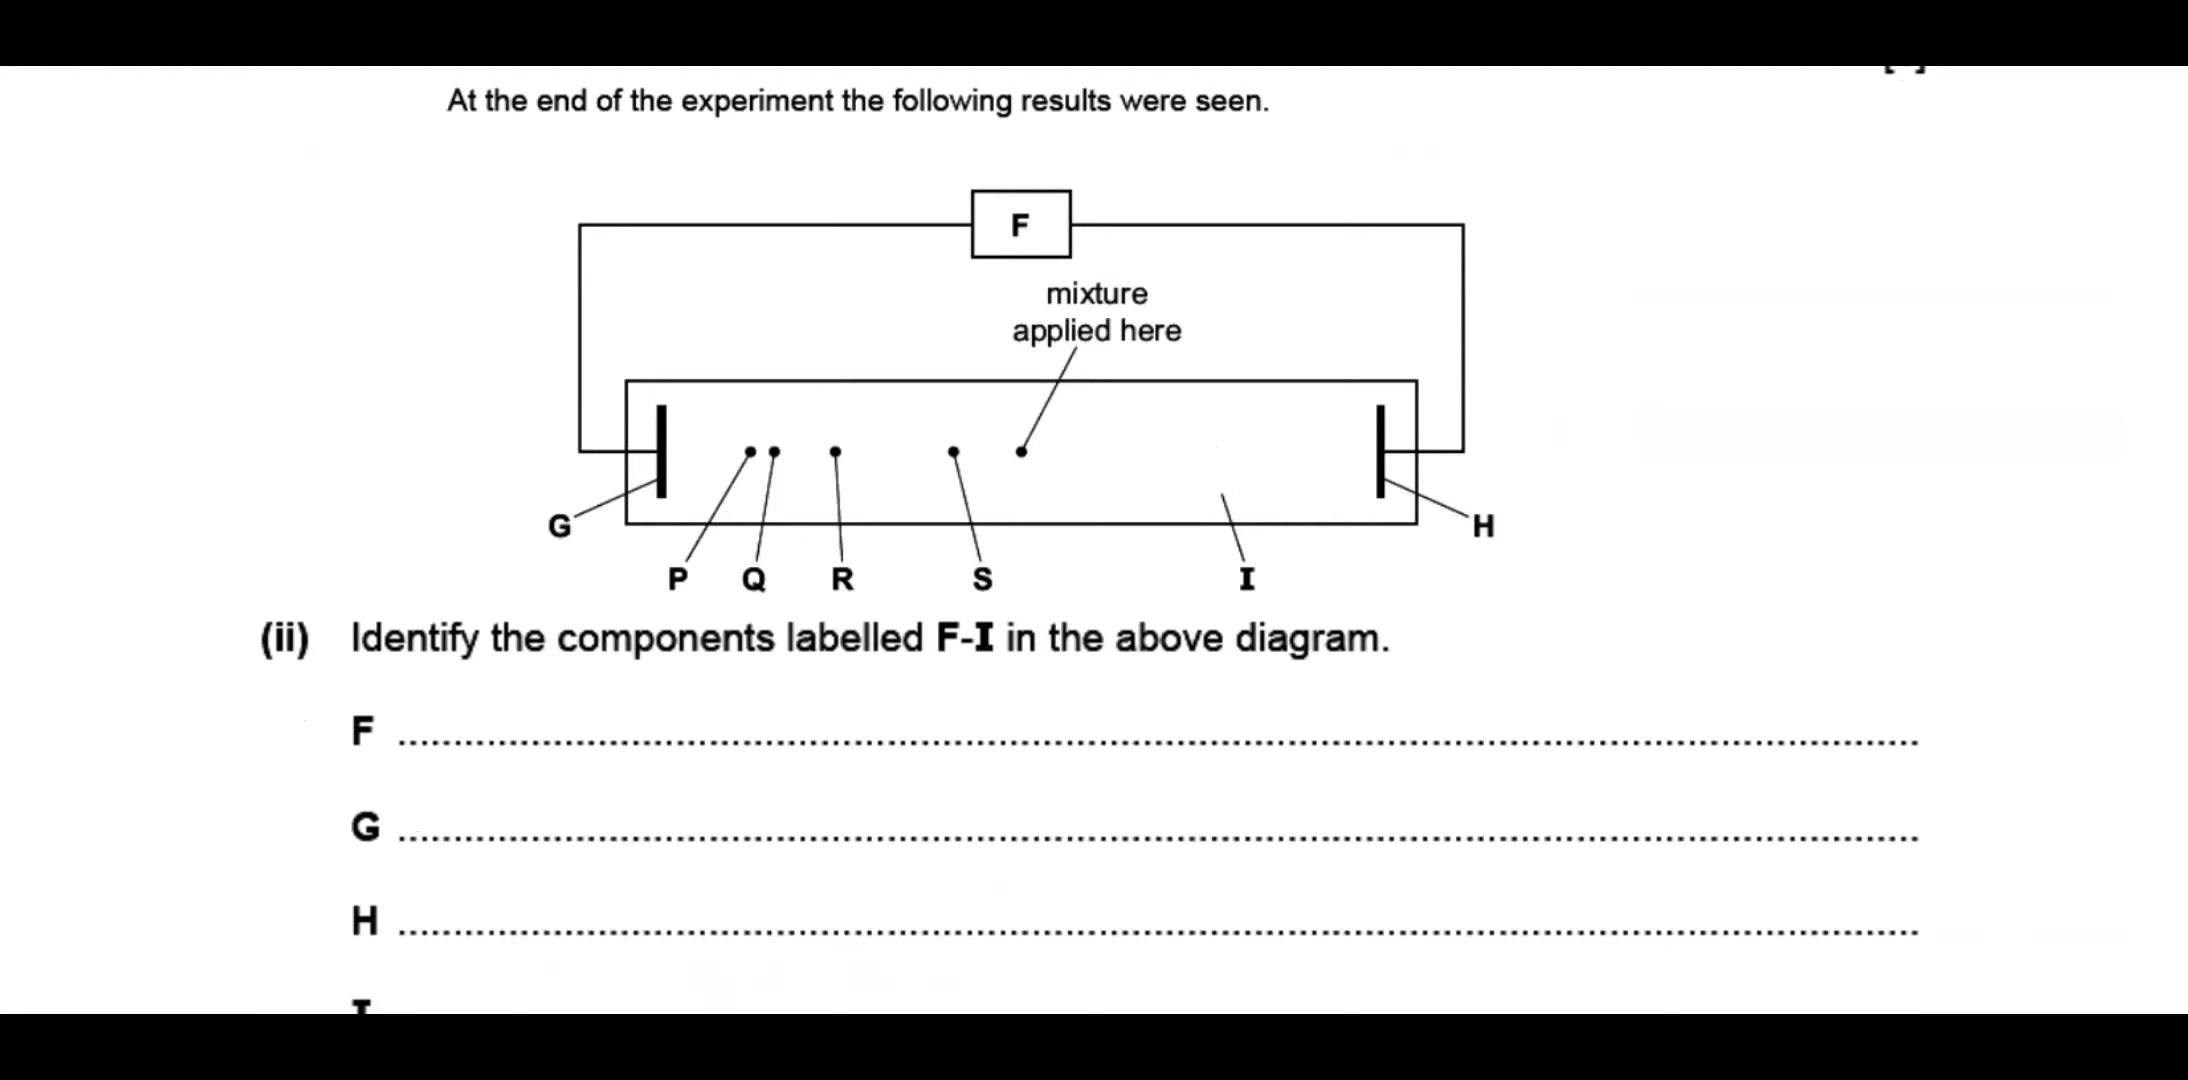 At the end of the experiment the following results were seen.
F
mixture
applied here
G
H
P Q R S I
(ii) Identify the components labelled F-I in the above diagram.
F ........................................................................
G ........................................................................
H ........................................................................